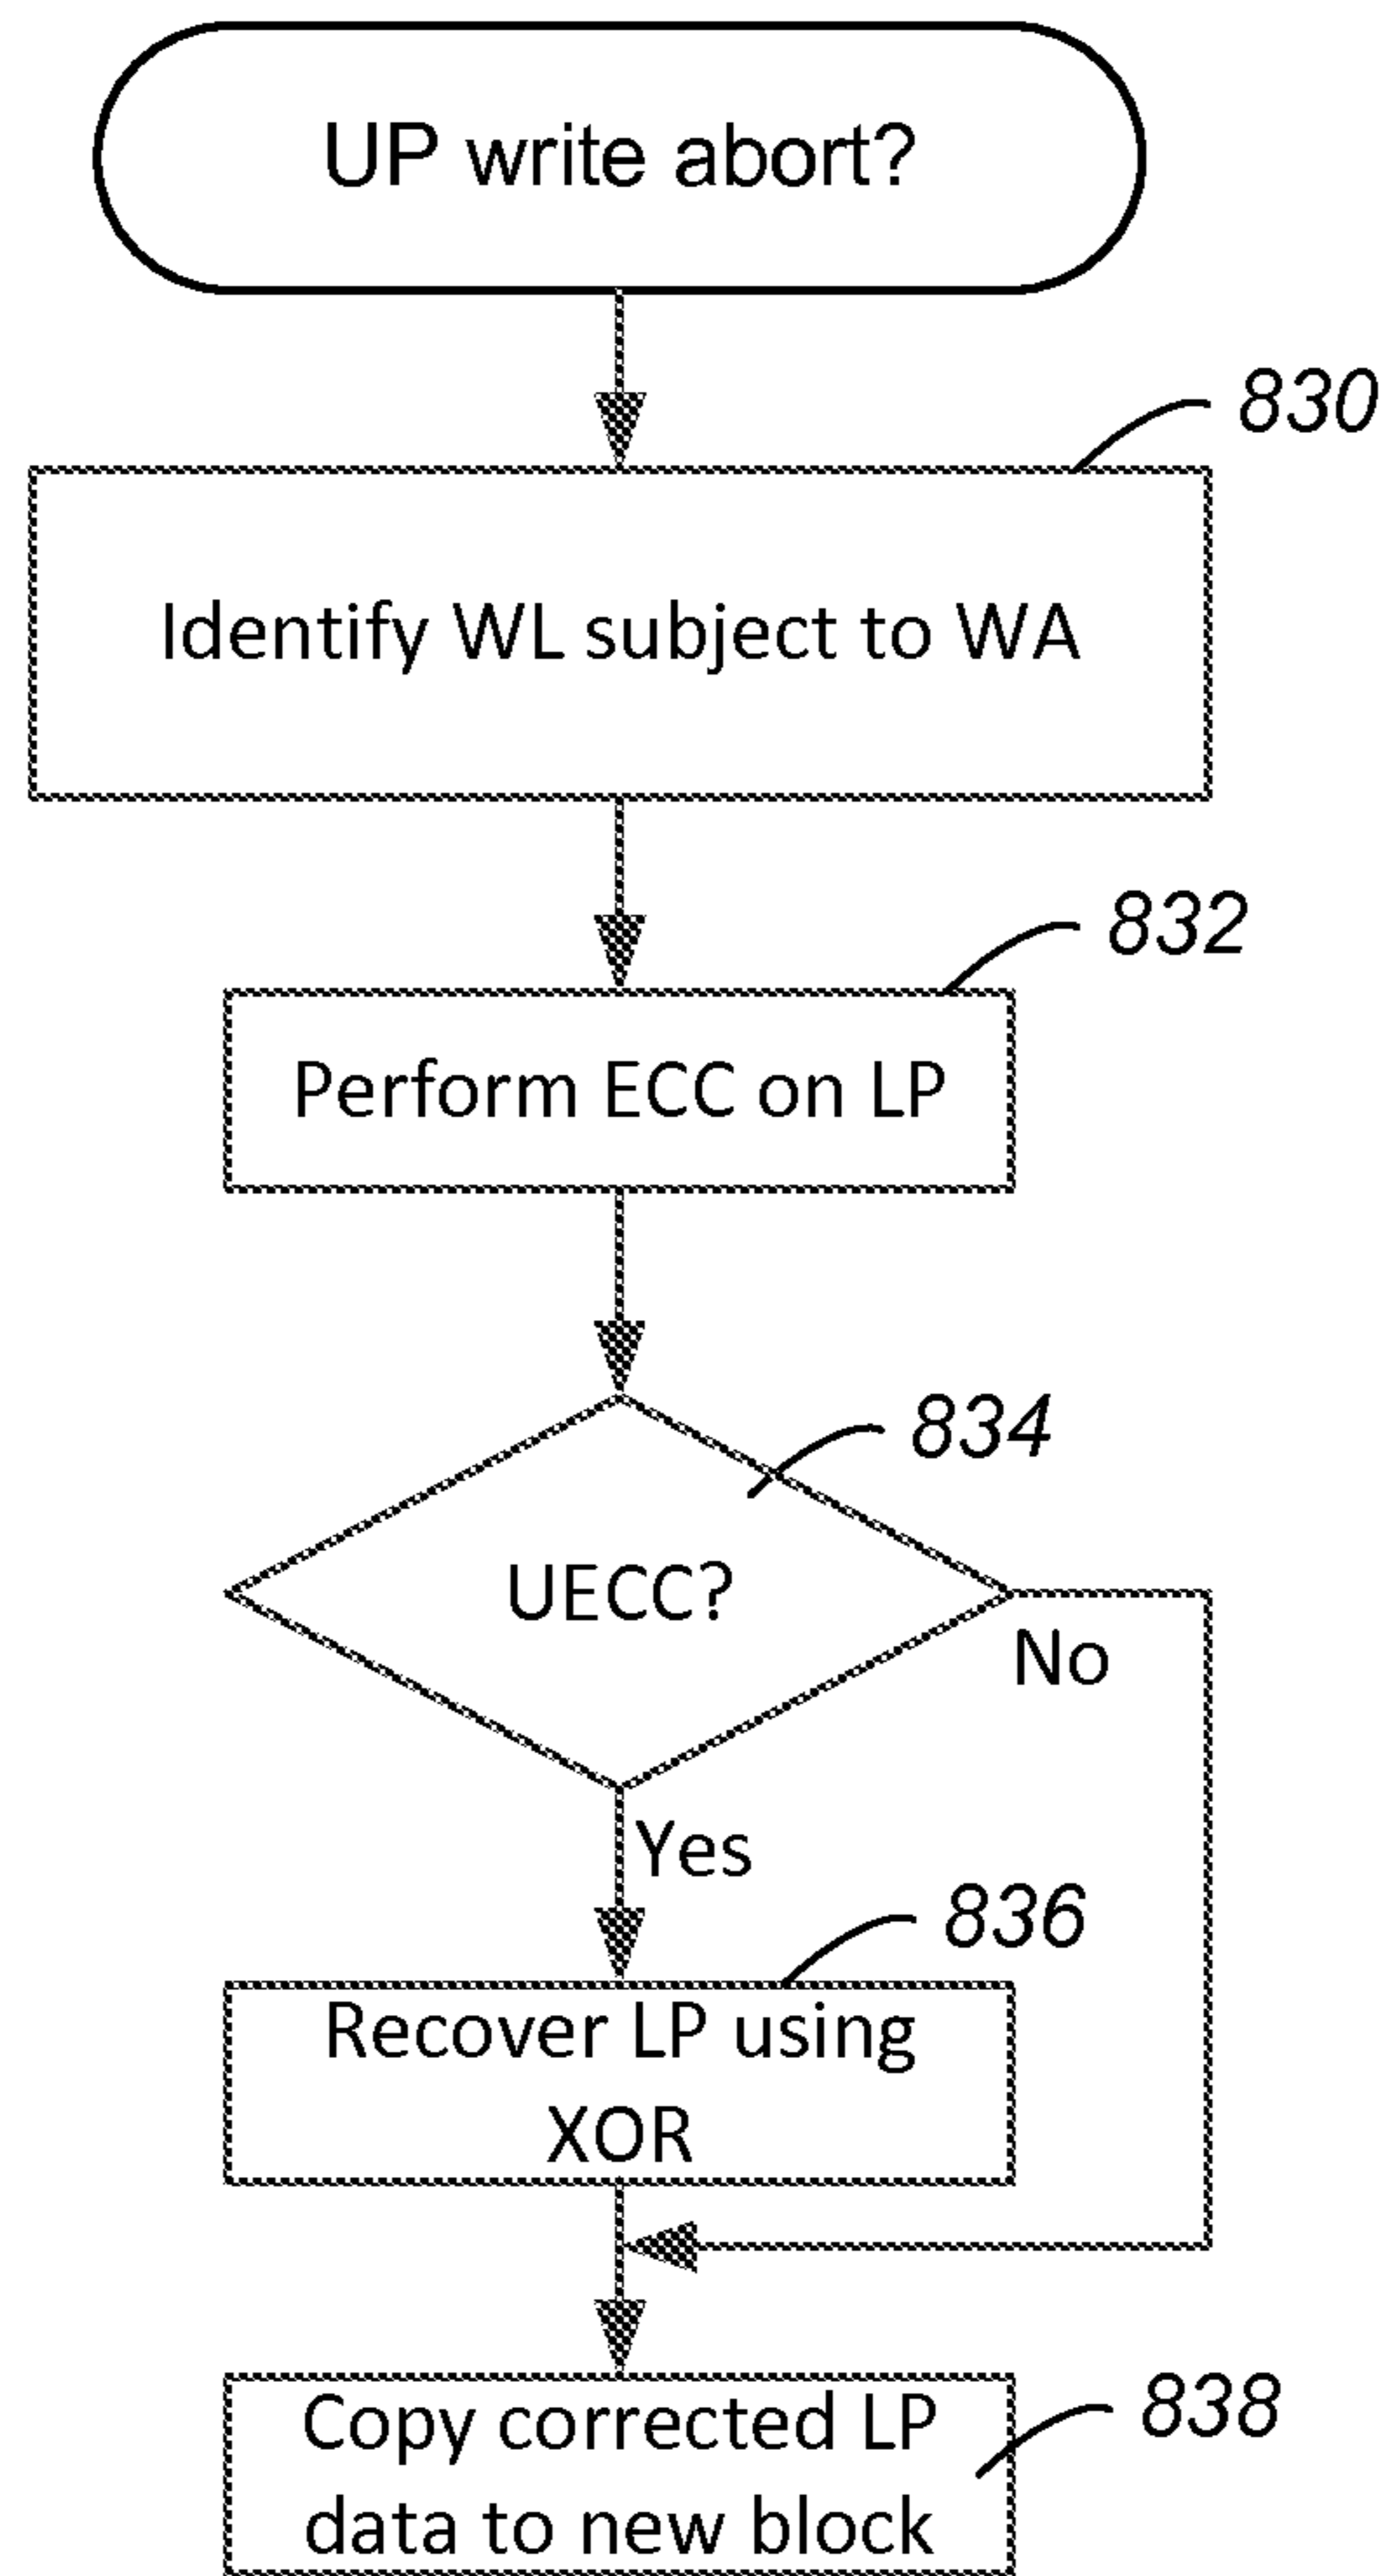 UP write abort?
830
Identify WL subject to WA
832
Perform ECC on LP
834
UECC?
No
Yes
836
Recover LP using
XOR
838
Copy corrected LP
data to new block